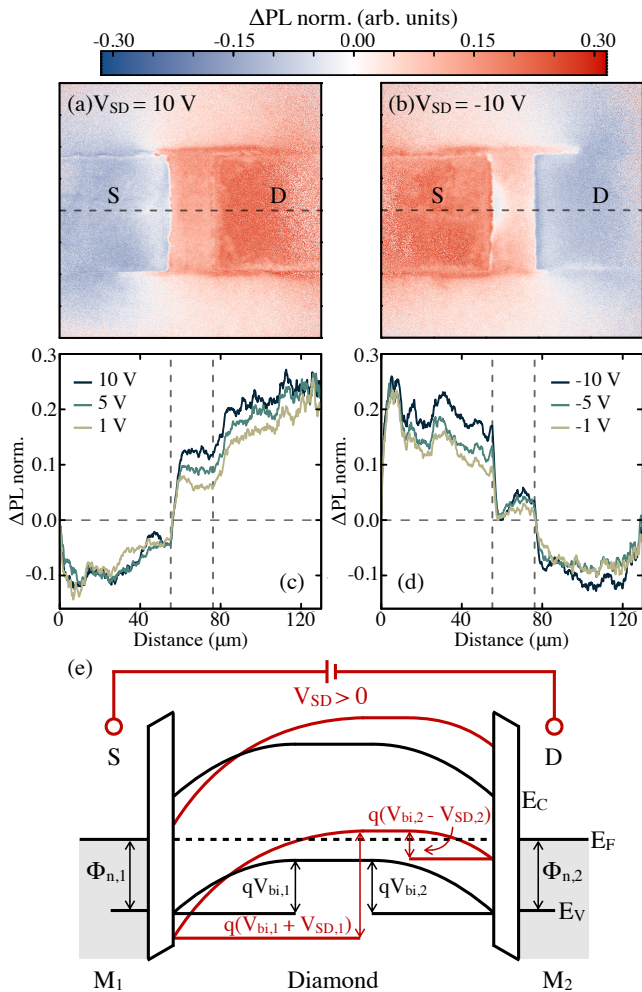 ΔPL norm. (arb. units)
-0.30 -0.15 0.00 0.15 0.30
(a) V_SD = 10 V
(b) V_SD = -10 V
S D
S D
ΔPL norm.
0.3
0.2
0.1
0.0
-0.1
10 V
5 V
1 V
(c)
0 40 80 120
Distance (μm)
ΔPL norm.
0.3
0.2
0.1
0.0
-0.1
-10 V
-5 V
-1 V
(d)
0 40 80 120
Distance (μm)
(e)
V_SD > 0
S D
E_C
q(V_bi,2 - V_SD,2)
E_F
Φ_n,1 qV_bi,1 qV_bi,2 Φ_n,2
E_V
q(V_bi,1 + V_SD,1)
M_1 Diamond M_2